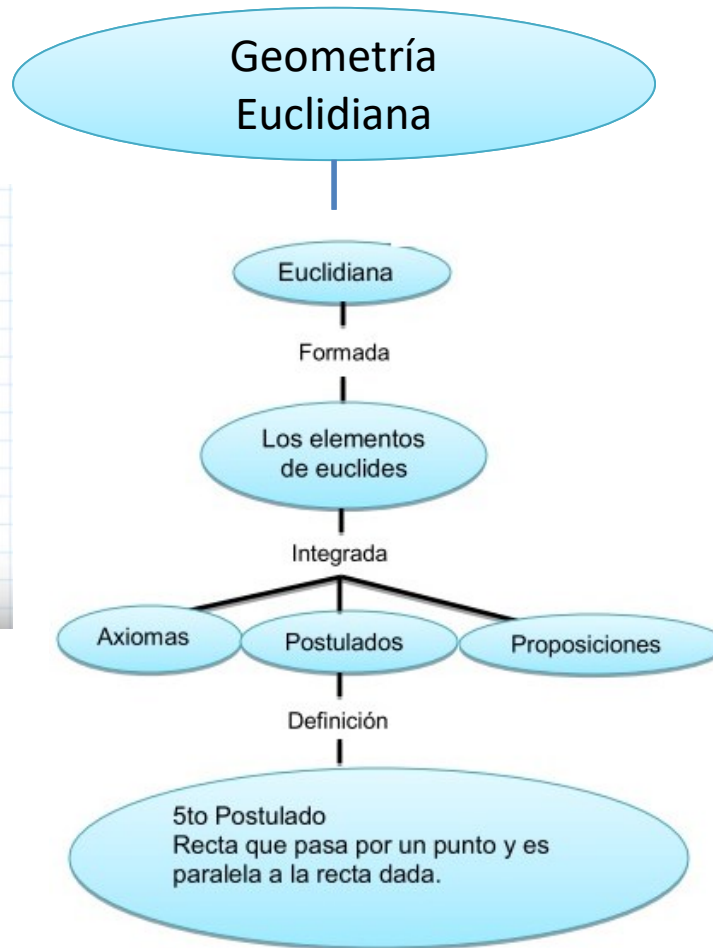 Geometría
Euclidiana
Euclidiana
Formada
Los elementos
de euclides
Integrada
Axiomas
Postulados
Proposiciones
Definición
5to Postulado
Recta que pasa por un punto y es
paralela a la recta dada.